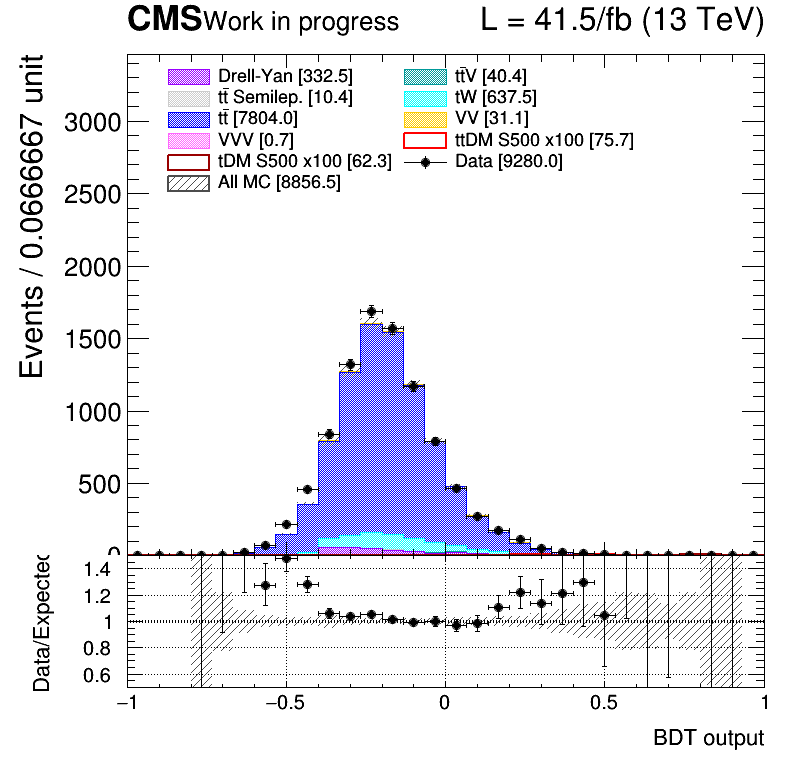 CMS Work in progress L = 41.5/fb (13 TeV)
Events / 0.0666667 unit
Drell-Yan [332.5] tt̄V [40.4]
tt̄ Semilep. [10.4] tW [637.5]
tt̄ [7804.0] VV [31.1]
VVV [0.7] ttDM S500 x100 [75.7]
tDM S500 x100 [62.3] Data [9280.0]
All MC [8856.5]
3000
2500
2000
1500
1000
500
0
Data/Expected
1.4
1.2
1
0.8
0.6
−1 −0.5 0 0.5 1
BDT output